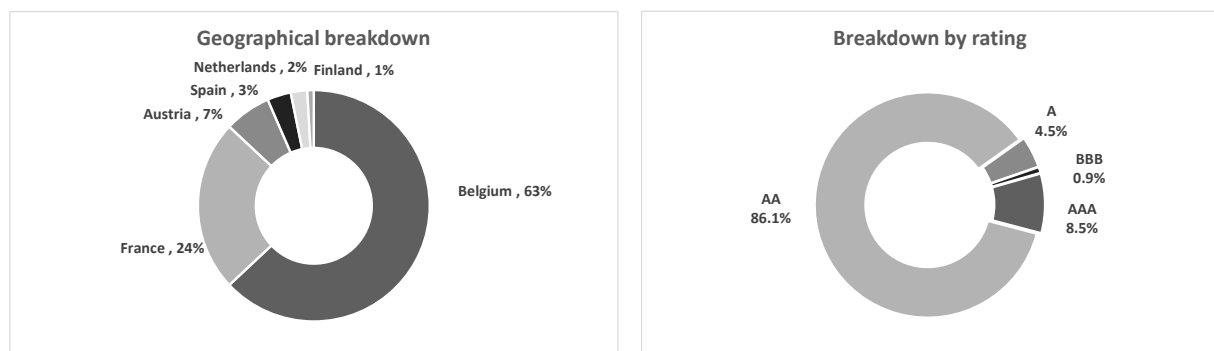 Geographical breakdown
Netherlands , 2%
Finland , 1%
Spain , 3%
Austria , 7%
Belgium , 63%
France , 24%
Breakdown by rating
A
4.5%
BBB
0.9%
AA
86.1%
AAA
8.5%